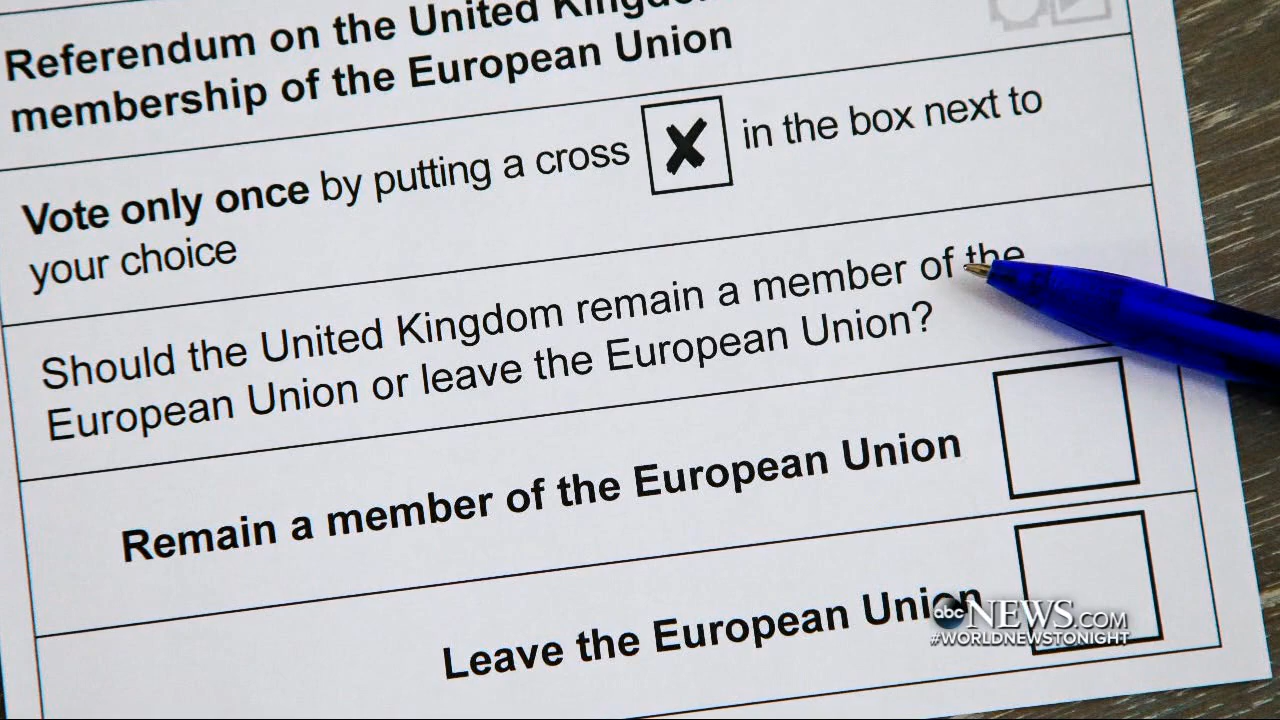 Referendum on the United
membership of the European Union
Vote only once by putting a cross in the box next to
your choice
Should the United Kingdom remain a member of the
European Union or leave the European Union?
Remain a member of the European Union
Leave the European Union
abc NEWS.COM
#WORLDNEWSTONIGHT